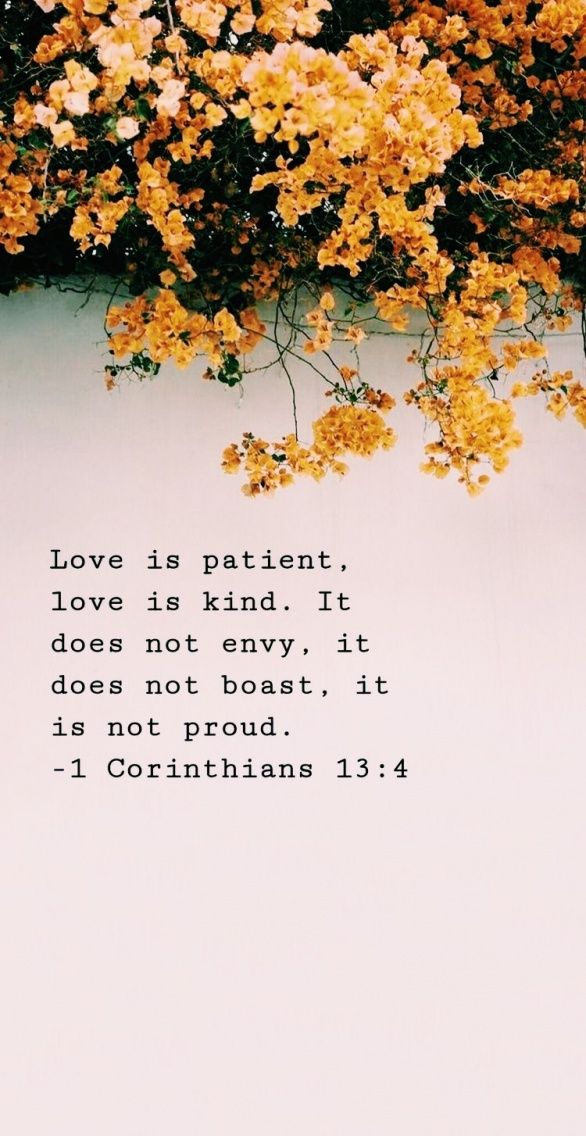 Love is patient,
love is kind. It
does not envy, it
does not boast, it
is not proud.
-1 Corinthians 13:4